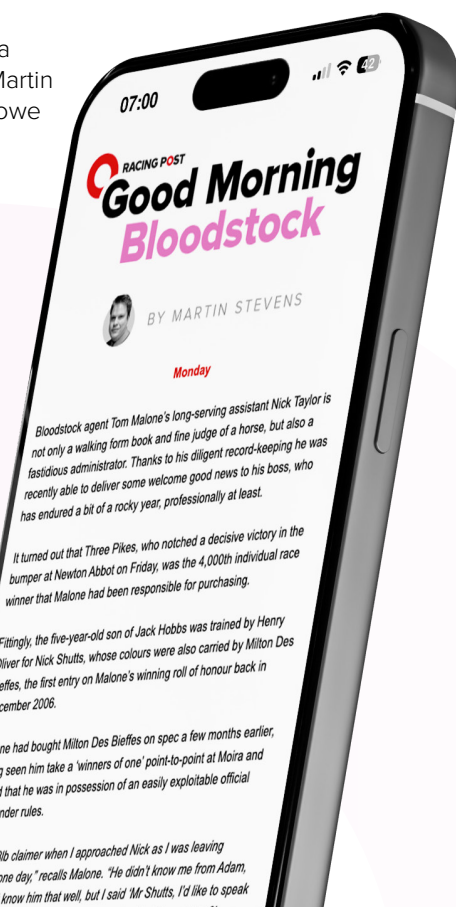 a
Martin
owe
07:00
42
RACING POST
Good Morning
Bloodstock
BY MARTIN STEVENS
Monday
Bloodstock agent Tom Malone's long-serving assistant Nick Taylor is
not only a walking form book and fine judge of a horse, but also a
fastidious administrator. Thanks to his diligent record-keeping he was
recently able to deliver some welcome good news to his boss, who
has endured a bit of a rocky year, professionally at least.
It turned out that Three Pikes, who notched a decisive victory in the
bumper at Newton Abbot on Friday, was the 4,000th individual race
winner that Malone had been responsible for purchasing.
Fittingly, the five-year-old son of Jack Hobbs was trained by Henry
Oliver for Nick Shutts, whose colours were also carried by Milton Des
effes, the first entry on Malone's winning roll of honour back in
cember 2006.
ne had bought Milton Des Bieffes on spec a few months earlier,
g seen him take a 'winners of one' point-to-point at Moira and
d that he was in possession of an easily exploitable official
nder rules.
lb claimer when I approached Nick as I was leaving
one day," recalls Malone. "He didn't know me from Adam,
know him that well, but I said 'Mr Shutts, I'd like to speak